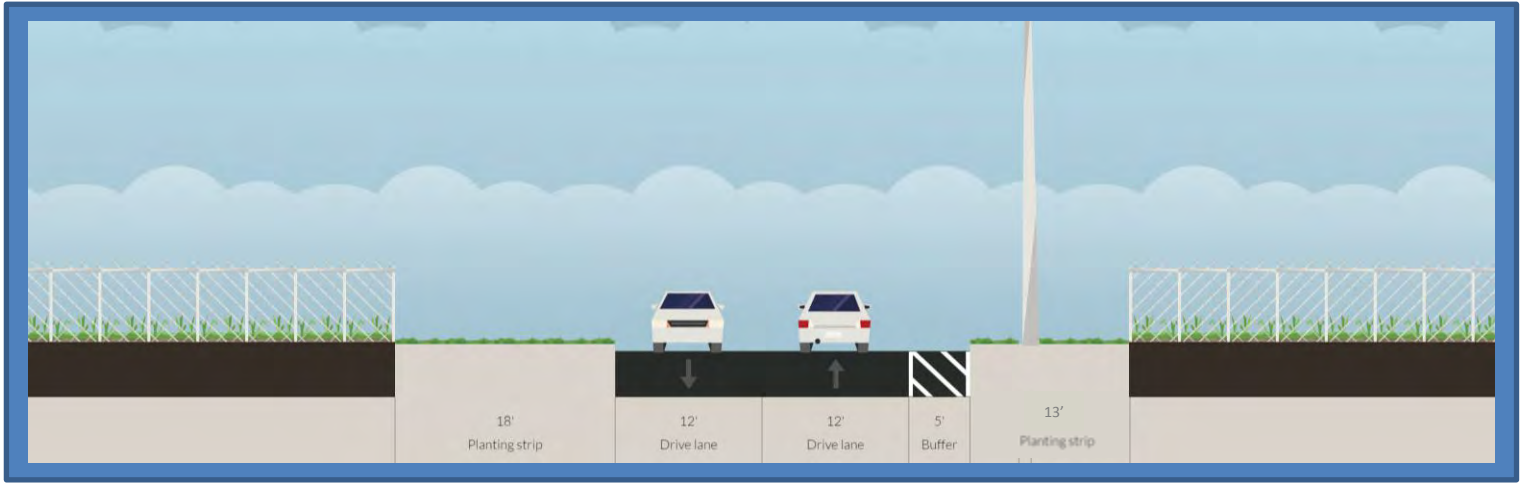 18'
Planting strip
12'
Drive lane
12'
Drive lane
5'
Buffer
13'
Planting strip